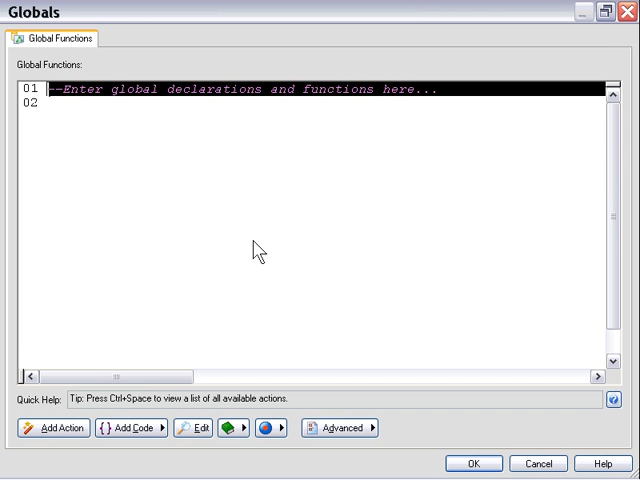 Globals
Global Functions
Global Functions:
01 --Enter global declarations and functions here...
02
Quick Help: Tip: Press Ctrl+Space to view a list of all available actions.
Add Action { } Add Code Edit Advanced
OK Cancel Help